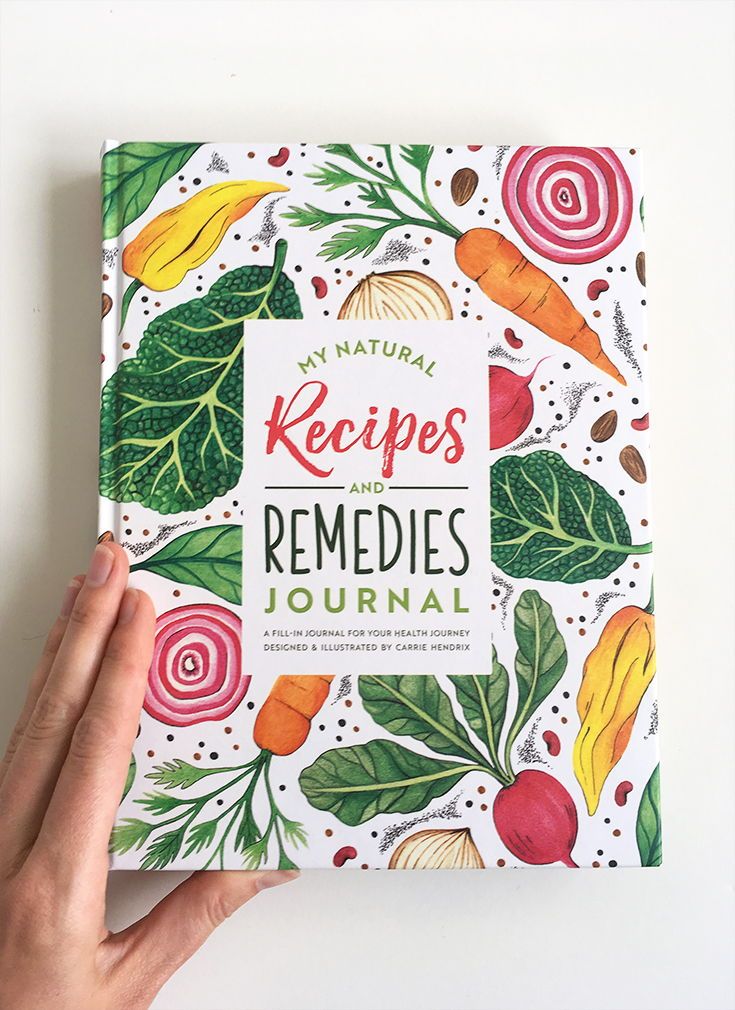 MY NATURAL
Recipes
AND
REMEDIES
JOURNAL
A FILL-IN JOURNAL FOR YOUR HEALTH JOURNEY
DESIGNED & ILLUSTRATED BY CARRIE HENDRIX